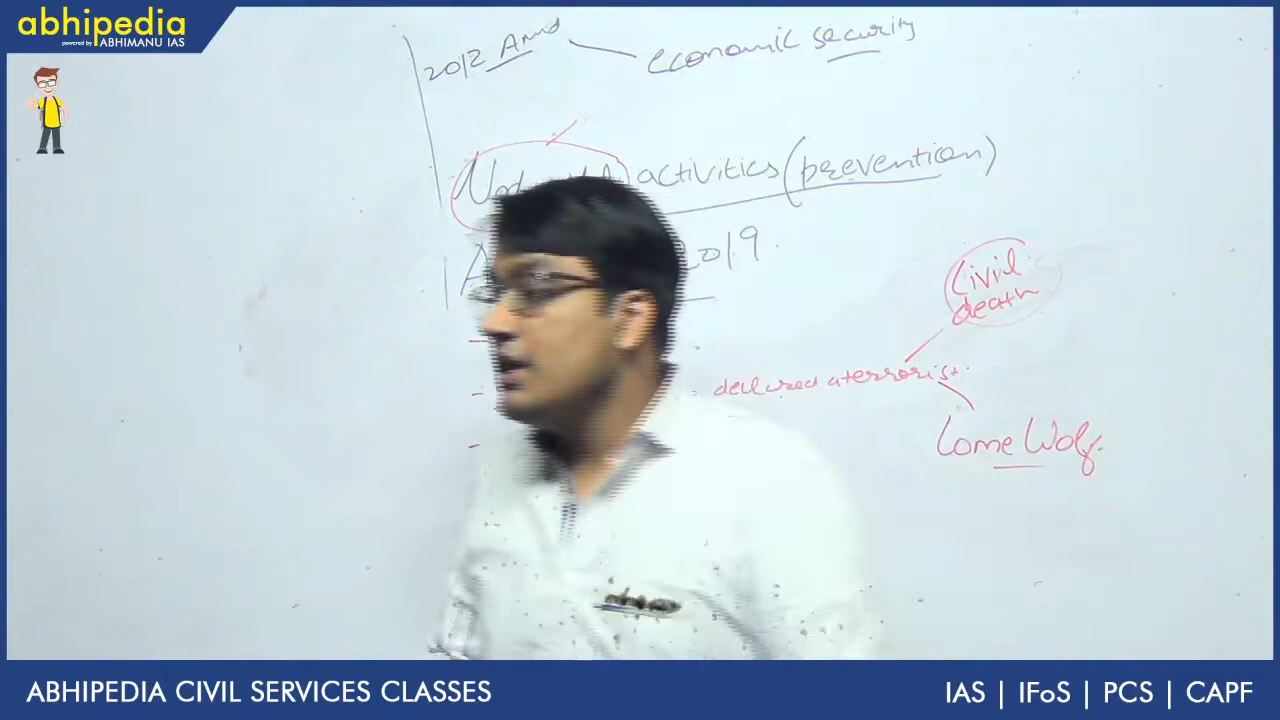 abhipedia
powered by ABHIMANU IAS
2012 Amd
economic security
activities (prevention)
2019.
Civil
death
declared a terrorist.
Lome Wolf.
ABHIPEDIA CIVIL SERVICES CLASSES
IAS | IFoS | PCS | CAPF